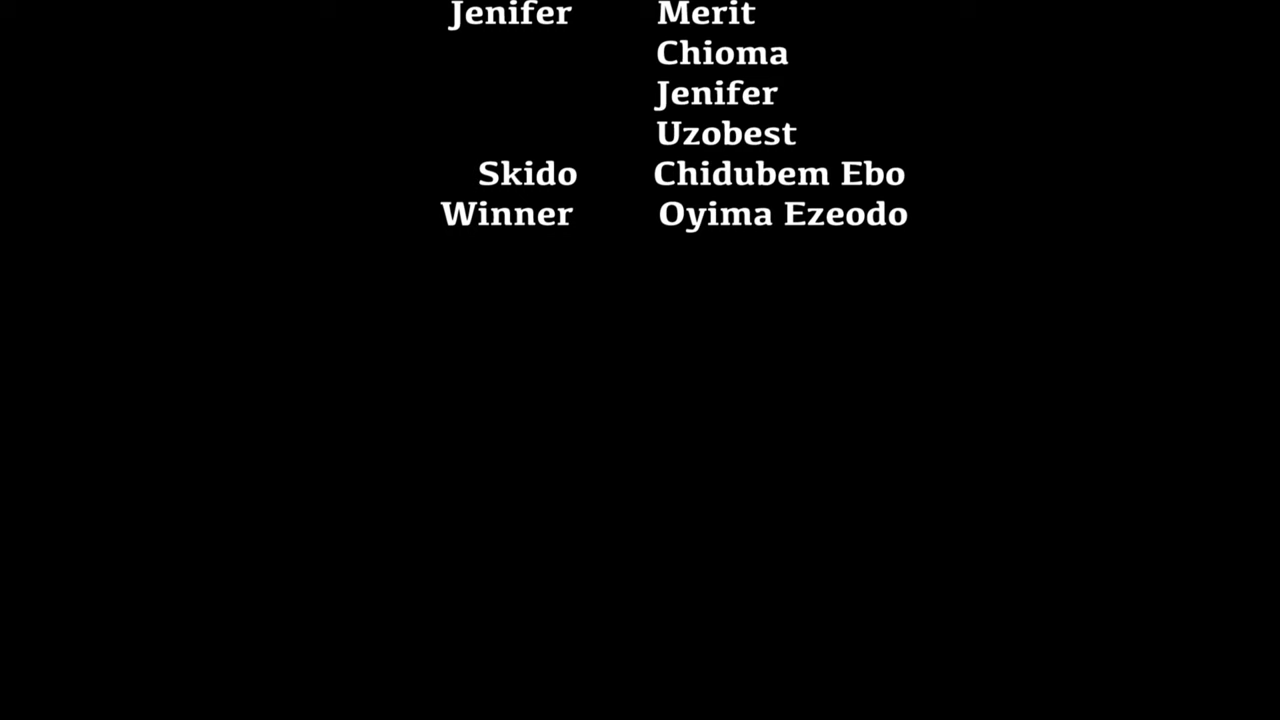 Jenifer Merit
Chioma
Jenifer
Uzobest
Skido Chidubem Ebo
Winner Oyima Ezeodo